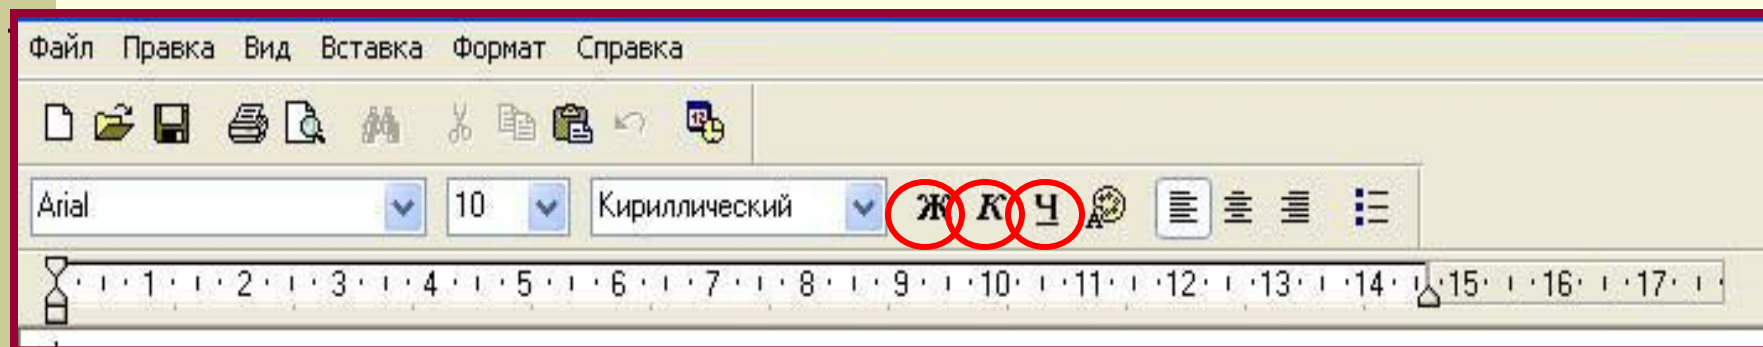 Файл Правка Вид Вставка Формат Справка
12
Arial 10 Кириллический Ж К Ч А
1 2 3 4 5 6 7 8 9 10 11 12 13 14 15 16 17